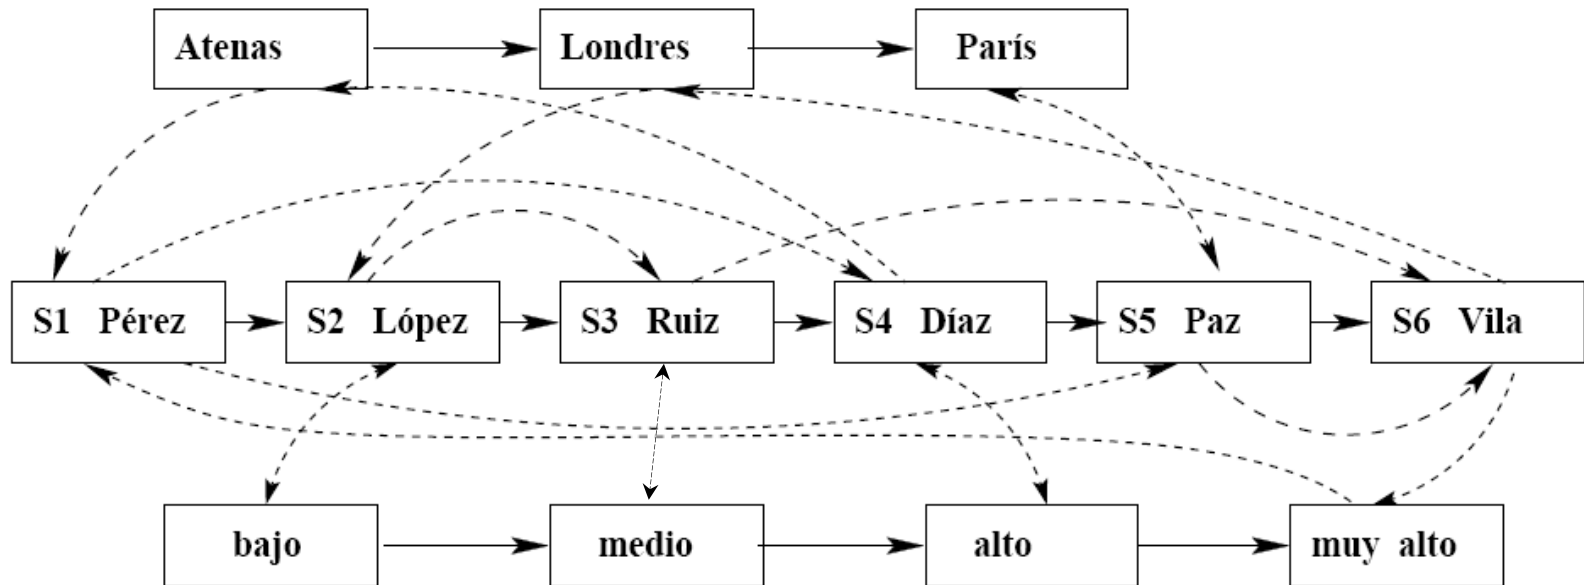 Atenas Londres París
S1 Pérez S2 López S3 Ruiz S4 Díaz S5 Paz S6 Vila
bajo medio alto muy alto